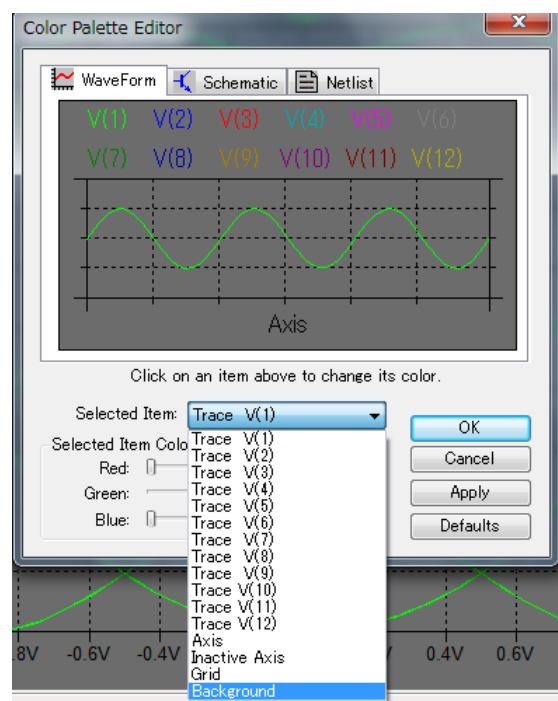 Color Palette Editor
WaveForm Schematic Netlist
V(1) V(2) V(3) V(4) V(5) V(6)
V(7) V(8) V(9) V(10) V(11) V(12)
Axis
Click on an item above to change its color.
Selected Item: Trace V(1)
OK
Selected Item Colo
Cancel
Red:
Green:
Apply
Blue:
Defaults
Trace V(1)
Trace V(2)
Trace V(3)
Trace V(4)
Trace V(5)
Trace V(6)
Trace V(7)
Trace V(8)
Trace V(9)
Trace V(10)
Trace V(11)
Trace V(12)
Axis
Inactive Axis
Grid
Background
.8V -0.6V -0.4V 0.4V 0.6V